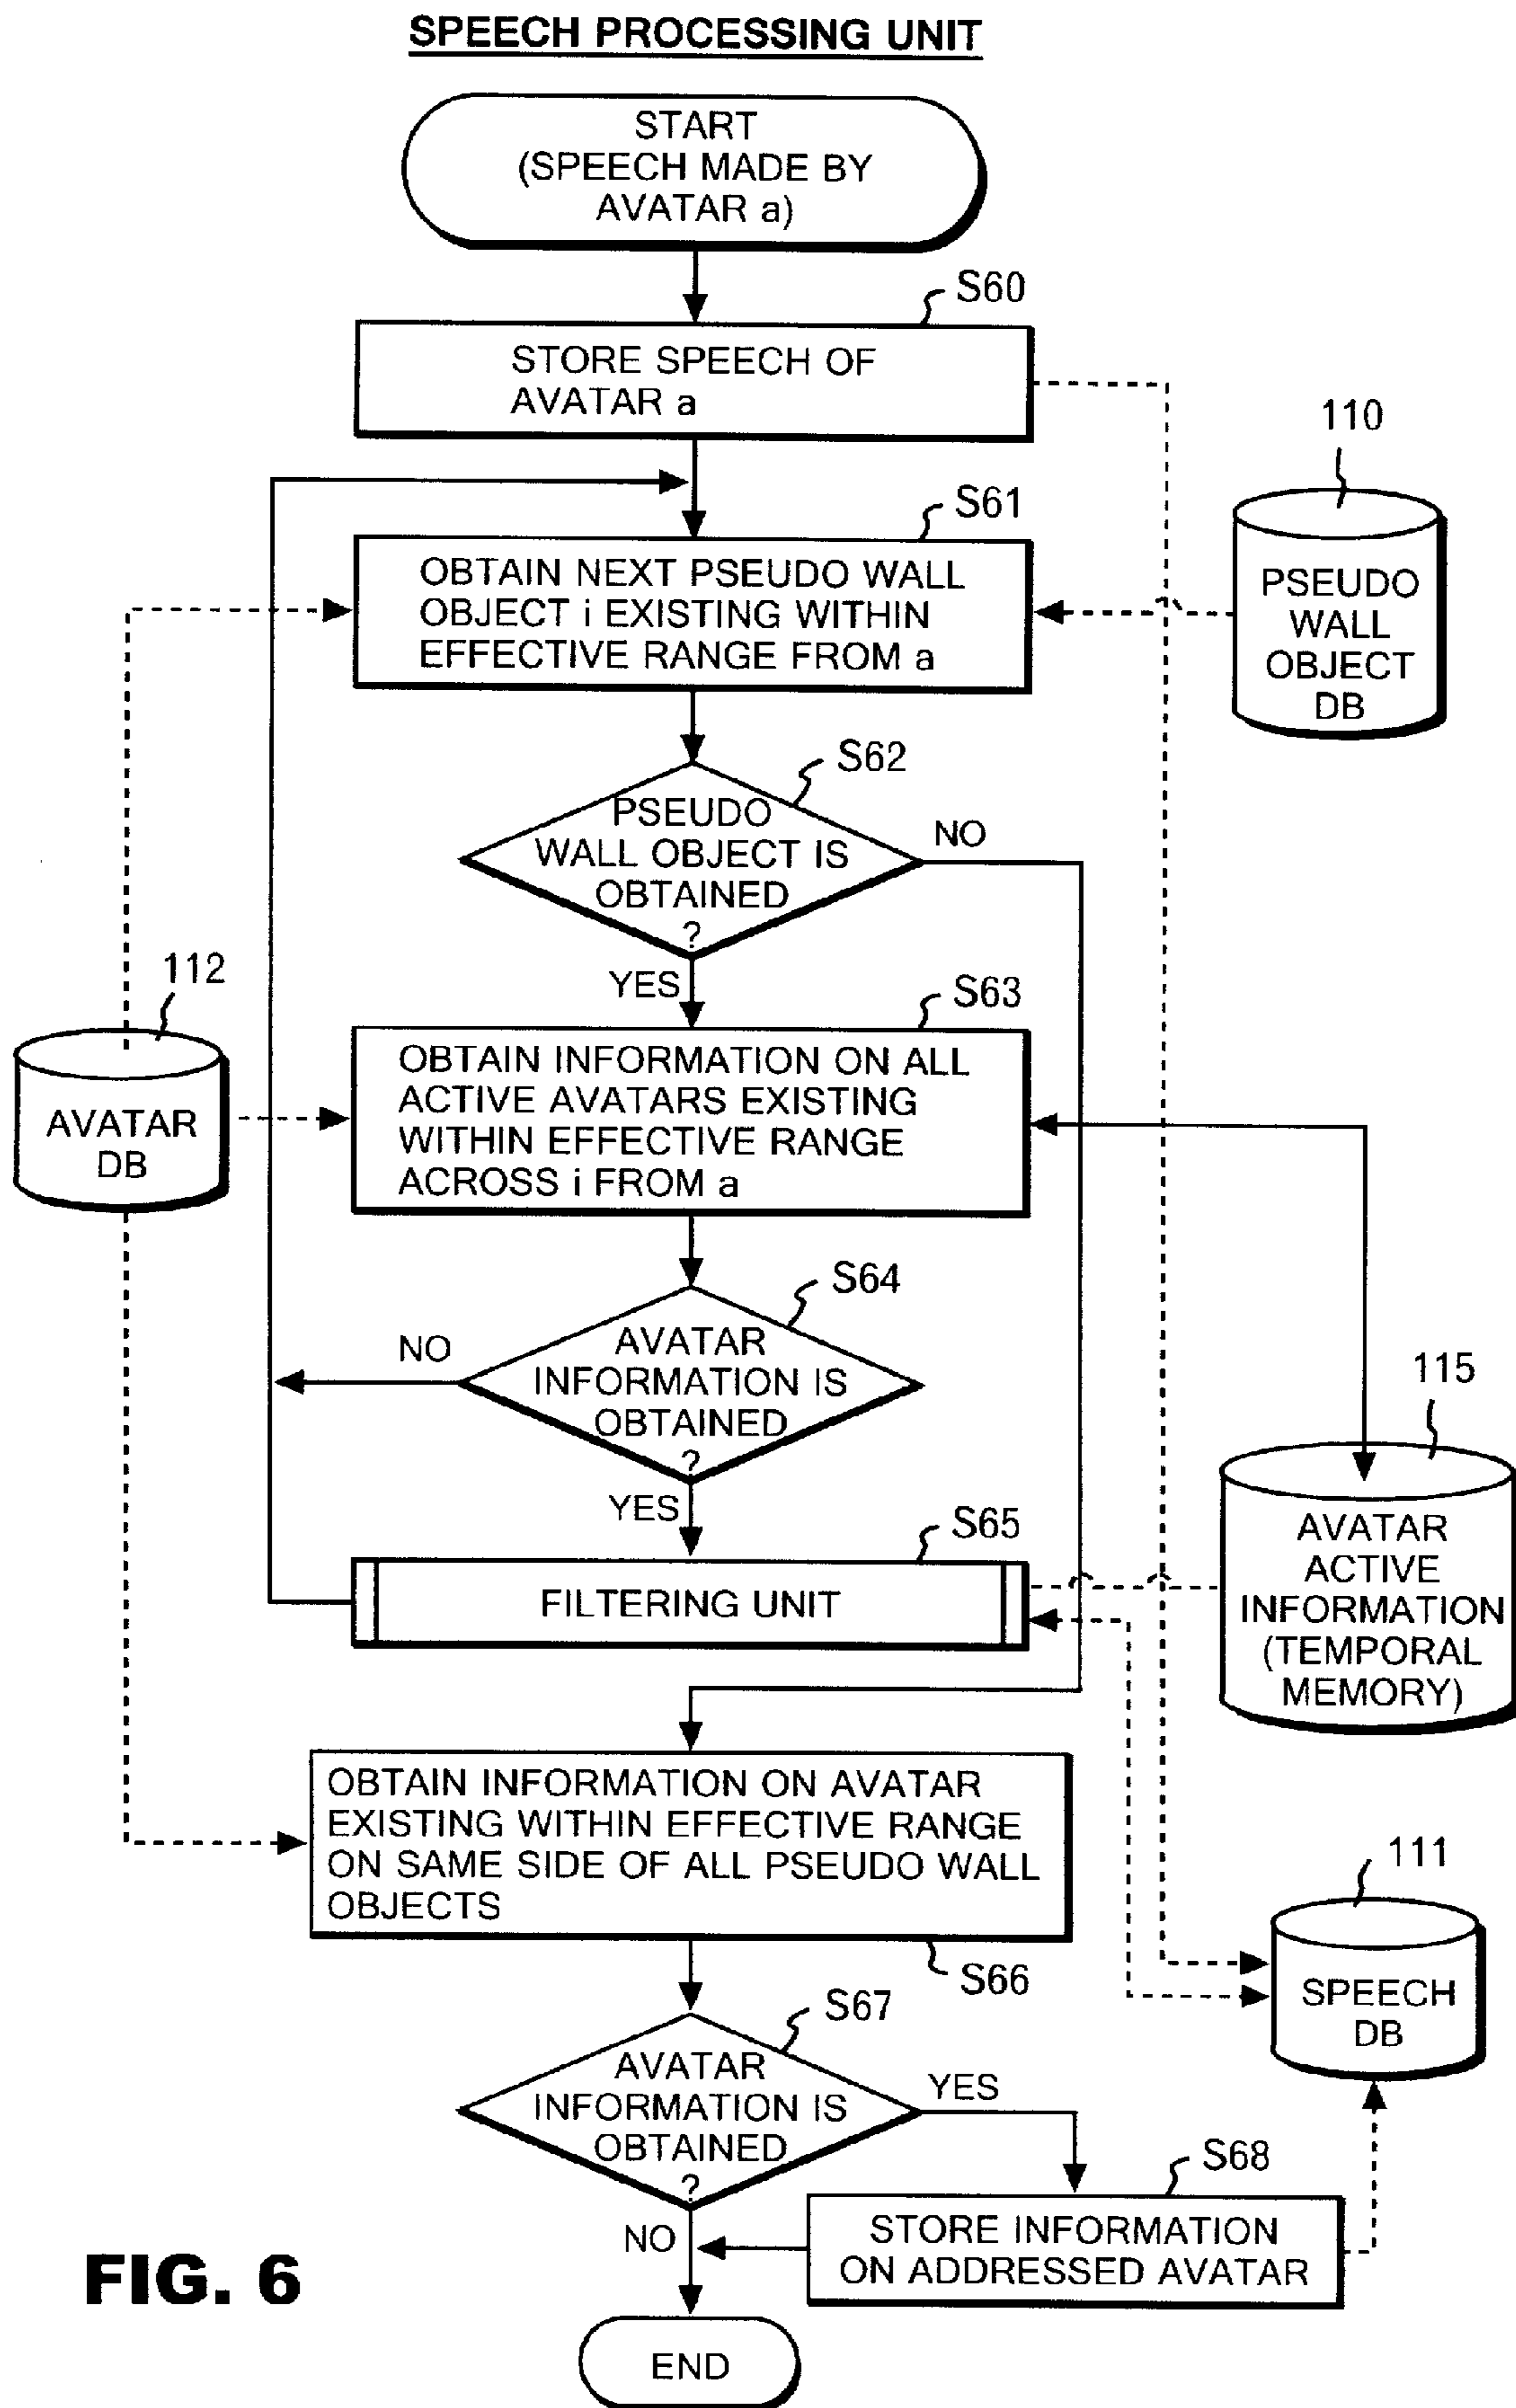 SPEECH PROCESSING UNIT
START
(SPEECH MADE BY
AVATAR a)
S60
STORE SPEECH OF
AVATAR a
110
PSEUDO
WALL
OBJECT
DB
S61
OBTAIN NEXT PSEUDO WALL
OBJECT i EXISTING WITHIN
EFFECTIVE RANGE FROM a
S62
PSEUDO
WALL OBJECT IS
OBTAINED
?
NO
YES
112
AVATAR
DB
S63
OBTAIN INFORMATION ON ALL
ACTIVE AVATARS EXISTING
WITHIN EFFECTIVE RANGE
ACROSS i FROM a
S64
AVATAR
INFORMATION IS
OBTAINED
?
NO
YES
115
AVATAR
ACTIVE
INFORMATION
(TEMPORAL
MEMORY)
S65
FILTERING UNIT
OBTAIN INFORMATION ON AVATAR
EXISTING WITHIN EFFECTIVE RANGE
ON SAME SIDE OF ALL PSEUDO WALL
OBJECTS
S66
111
SPEECH
DB
S67
AVATAR
INFORMATION IS
OBTAINED
?
YES
NO
S68
STORE INFORMATION
ON ADDRESSED AVATAR
END
FIG. 6